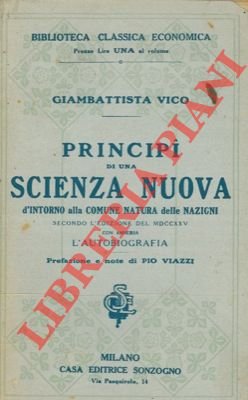 BIBLIOTECA CLASSICA ECONOMICA
Prezzo Lire UNA al volume
GIAMBATTISTA VICO
PRINCIPÎ
DI UNA
SCIENZA NUOVA
d'INTORNO alla COMUNE NATURA delle NAZIONI
SECONDO L'EDIZIONE DEL MDCCXXV
CON
L'AUTOBIOGRAFIA
Prefazione e note di PIO VIAZZI
MILANO
CASA EDITRICE SONZOGNO
Via Pasquirolo, 14
LIBRERIA PIANI